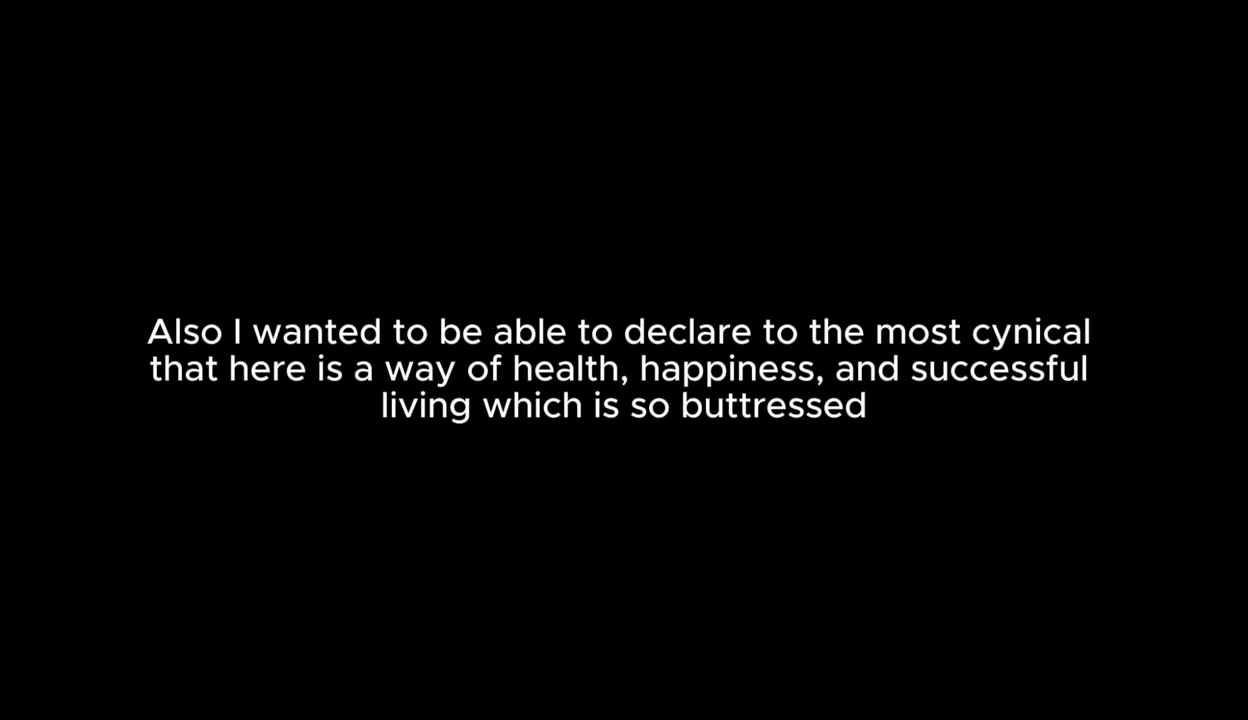 Also I wanted to be able to declare to the most cynical
that here is a way of health, happiness, and successful
living which is so buttressed